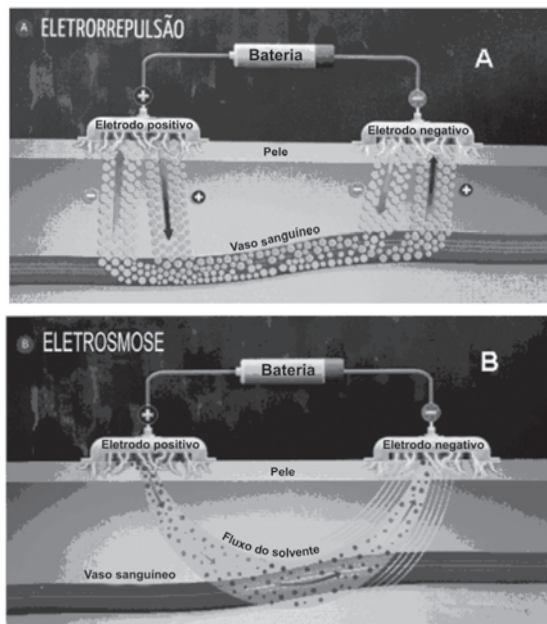 A ELETRORREPULSÃO
Bateria
A
+
−
Eletrodo positivo
Eletrodo negativo
Pele
−
+
−
+
Vaso sanguíneo
B ELETROSMOSE
Bateria
B
+
−
Eletrodo positivo
Eletrodo negativo
Pele
Fluxo do solvente
Vaso sanguíneo